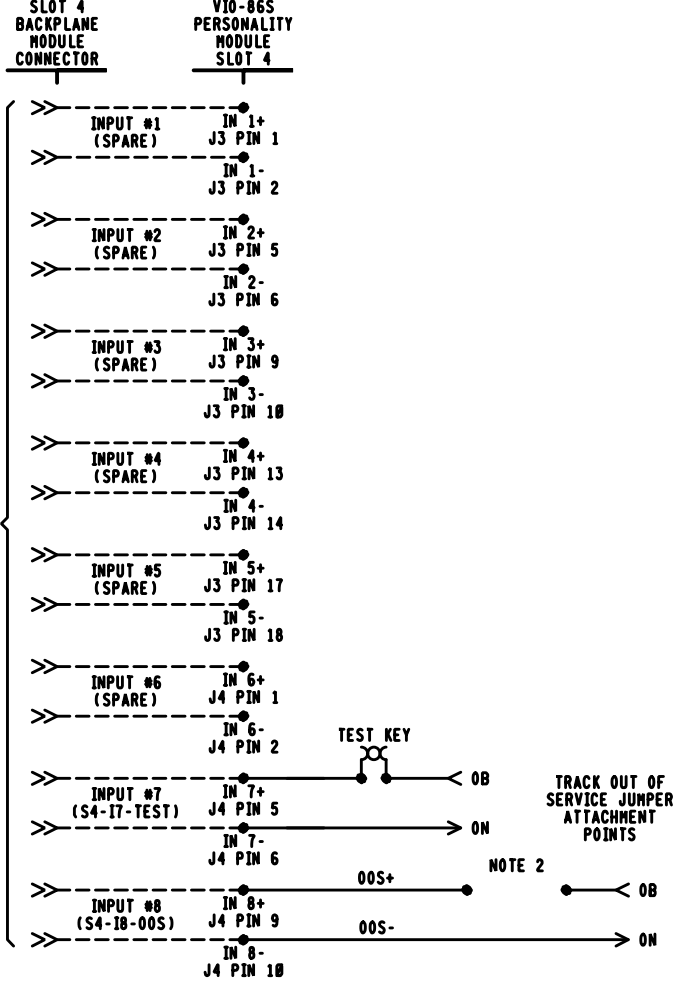 SLOT 4
BACKPLANE
MODULE
CONNECTOR
VIO-86S
PERSONALITY
MODULE
SLOT 4
INPUT #1
(SPARE)
IN 1+
J3 PIN 1
IN 1-
J3 PIN 2
INPUT #2
(SPARE)
IN 2+
J3 PIN 5
IN 2-
J3 PIN 6
INPUT #3
(SPARE)
IN 3+
J3 PIN 9
IN 3-
J3 PIN 10
INPUT #4
(SPARE)
IN 4+
J3 PIN 13
IN 4-
J3 PIN 14
INPUT #5
(SPARE)
IN 5+
J3 PIN 17
IN 5-
J3 PIN 18
INPUT #6
(SPARE)
IN 6+
J4 PIN 1
IN 6-
J4 PIN 2
TEST KEY
INPUT #7
(S4-I7-TEST)
IN 7+
J4 PIN 5
OB
IN 7-
J4 PIN 6
ON
TRACK OUT OF
SERVICE JUMPER
ATTACHMENT
POINTS
NOTE 2
INPUT #8
(S4-I8-OOS)
IN 8+
J4 PIN 9
OOS+
OB
OOS-
ON
IN 8-
J4 PIN 10